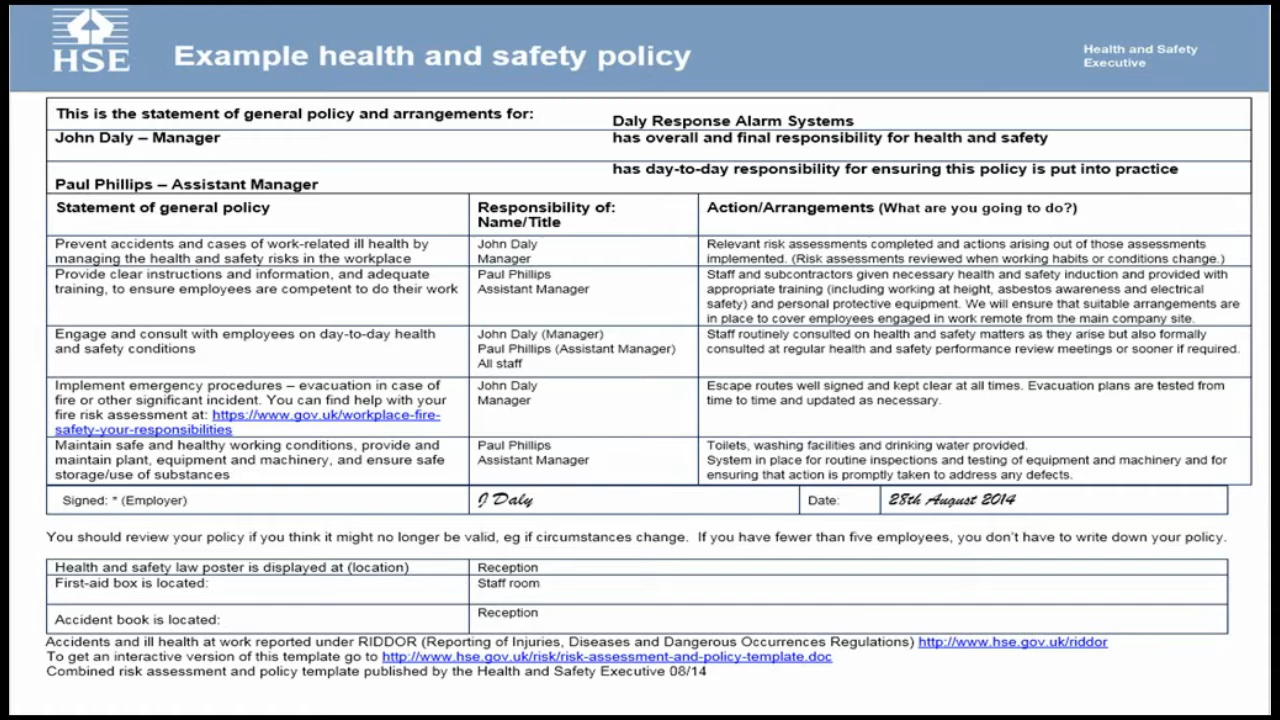 HSE
Example health and safety policy
Health and Safety
Executive
This is the statement of general policy and arrangements for:
Daly Response Alarm Systems
John Daly – Manager
has overall and final responsibility for health and safety
has day-to-day responsibility for ensuring this policy is put into practice
Paul Phillips – Assistant Manager
Statement of general policy
Responsibility of:
Name/Title
Action/Arrangements (What are you going to do?)
Prevent accidents and cases of work-related ill health by
managing the health and safety risks in the workplace
John Daly
Manager
Relevant risk assessments completed and actions arising out of those assessments
implemented. (Risk assessments reviewed when working habits or conditions change.)
Provide clear instructions and information, and adequate
training, to ensure employees are competent to do their work
Paul Phillips
Assistant Manager
Staff and subcontractors given necessary health and safety induction and provided with
appropriate training (including working at height, asbestos awareness and electrical
safety) and personal protective equipment. We will ensure that suitable arrangements are
in place to cover employees engaged in work remote from the main company site.
Engage and consult with employees on day-to-day health
and safety conditions
John Daly (Manager)
Paul Phillips (Assistant Manager)
All staff
Staff routinely consulted on health and safety matters as they arise but also formally
consulted at regular health and safety performance review meetings or sooner if required.
Implement emergency procedures – evacuation in case of
fire or other significant incident. You can find help with your
fire risk assessment at: https://www.gov.uk/workplace-fire-
safety-your-responsibilities
John Daly
Manager
Escape routes well signed and kept clear at all times. Evacuation plans are tested from
time to time and updated as necessary.
Maintain safe and healthy working conditions, provide and
maintain plant, equipment and machinery, and ensure safe
storage/use of substances
Paul Phillips
Assistant Manager
Toilets, washing facilities and drinking water provided.
System in place for routine inspections and testing of equipment and machinery and for
ensuring that action is promptly taken to address any defects.
Signed: * (Employer)
J Daly
Date:
28th August 2014
You should review your policy if you think it might no longer be valid, eg if circumstances change. If you have fewer than five employees, you don't have to write down your policy.
Health and safety law poster is displayed at (location)
Reception
First-aid box is located:
Staff room
Accident book is located:
Reception
Accidents and ill health at work reported under RIDDOR (Reporting of Injuries, Diseases and Dangerous Occurrences Regulations) http://www.hse.gov.uk/riddor
To get an interactive version of this template go to http://www.hse.gov.uk/risk/risk-assessment-and-policy-template.doc
Combined risk assessment and policy template published by the Health and Safety Executive 08/14